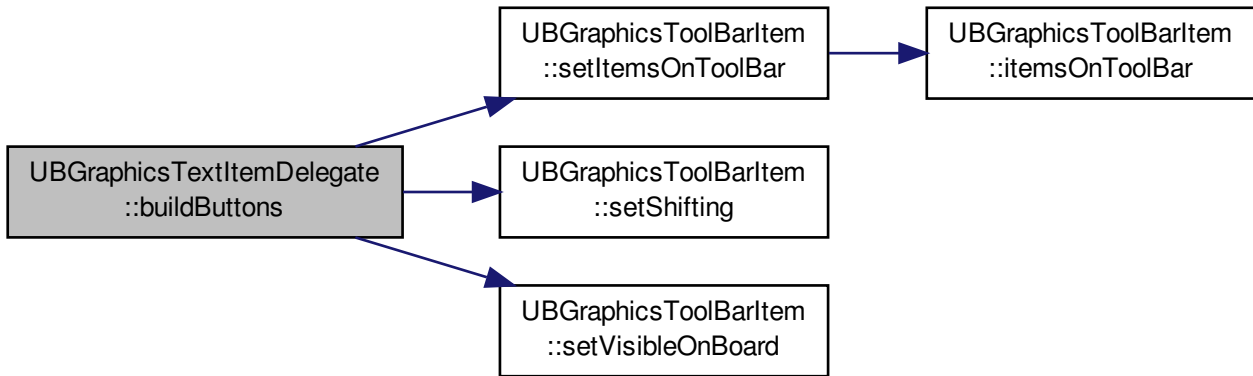 UBGraphicsTextItemDelegate
::buildButtons
UBGraphicsToolBarItem
::setItemsOnToolBar
UBGraphicsToolBarItem
::itemsOnToolBar
UBGraphicsToolBarItem
::setShifting
UBGraphicsToolBarItem
::setVisibleOnBoard